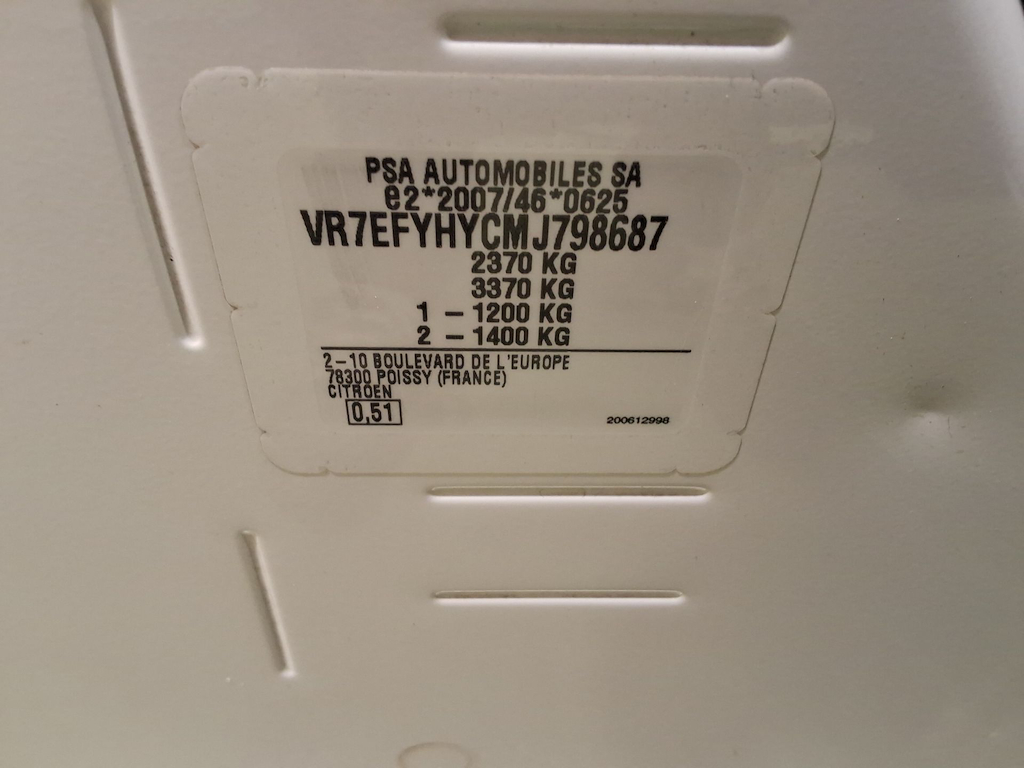 PSA AUTOMOBILES SA
e2*2007/46*0625
VR7EFYHYCMJ798687
2370 KG
3370 KG
1 – 1200 KG
2 – 1400 KG
2–10 BOULEVARD DE L'EUROPE
78300 POISSY (FRANCE)
CITROEN
0,51
200612998